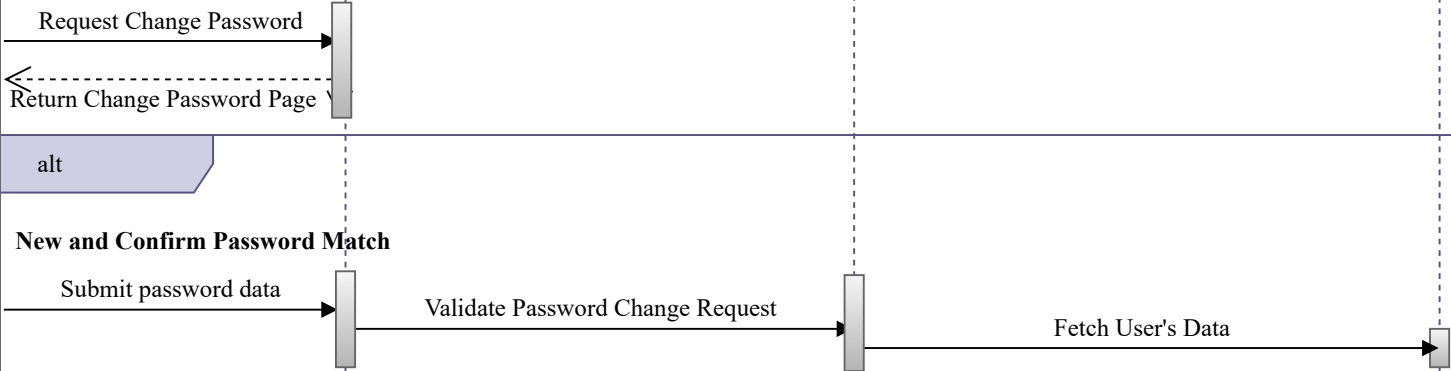 Request Change Password
Return Change Password Page
alt
New and Confirm Password Match
Submit password data
Validate Password Change Request
Fetch User's Data